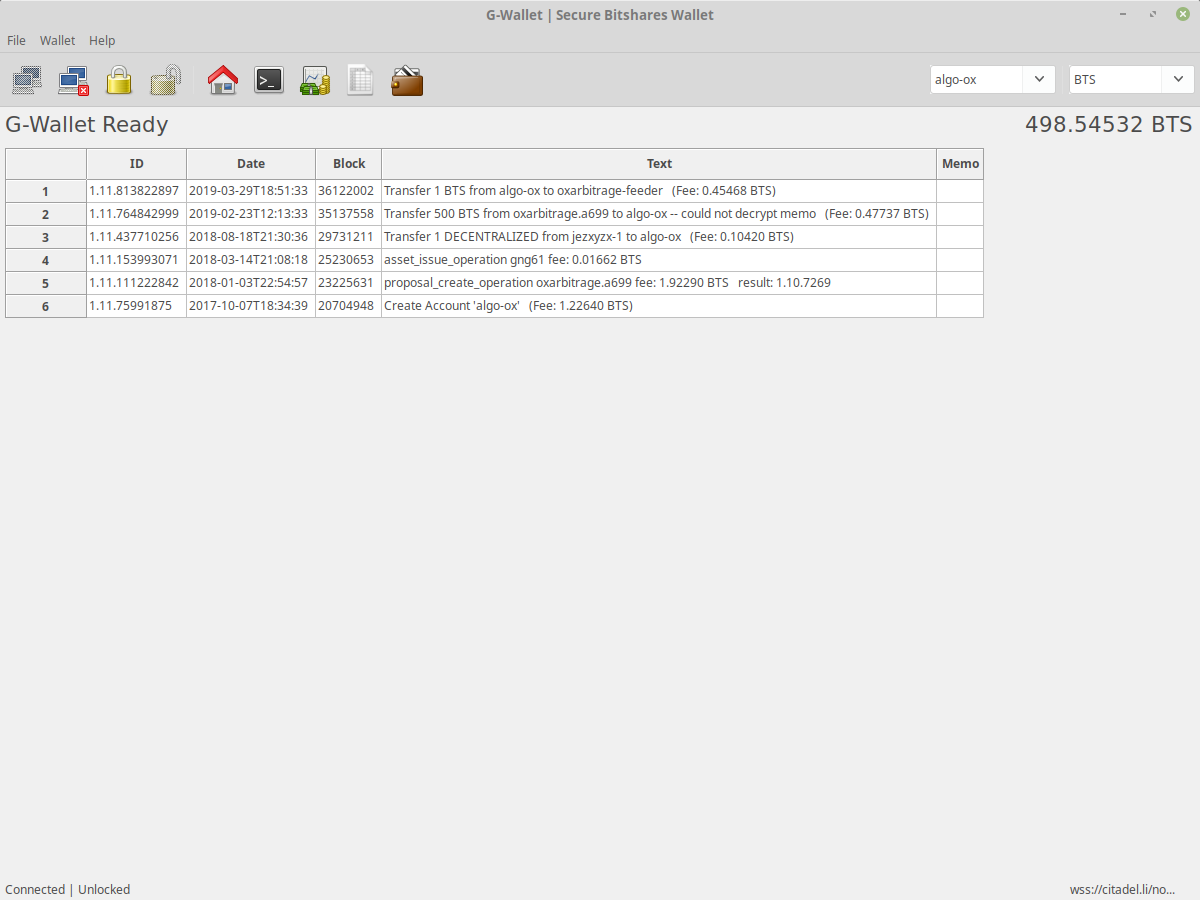 G-Wallet | Secure Bitshares Wallet
File Wallet Help
>_
algo-ox BTS
G-Wallet Ready 498.54532 BTS
ID Date Block Text Memo
1 1.11.813822897 2019-03-29T18:51:33 36122002 Transfer 1 BTS from algo-ox to oxarbitrage-feeder (Fee: 0.45468 BTS)
2 1.11.764842999 2019-02-23T12:13:33 35137558 Transfer 500 BTS from oxarbitrage.a699 to algo-ox -- could not decrypt memo (Fee: 0.47737 BTS)
3 1.11.437710256 2018-08-18T21:30:36 29731211 Transfer 1 DECENTRALIZED from jezxyzx-1 to algo-ox (Fee: 0.10420 BTS)
4 1.11.153993071 2018-03-14T21:08:18 25230653 asset_issue_operation gng61 fee: 0.01662 BTS
5 1.11.111222842 2018-01-03T22:54:57 23225631 proposal_create_operation oxarbitrage.a699 fee: 1.92290 BTS result: 1.10.7269
6 1.11.75991875 2017-10-07T18:34:39 20704948 Create Account 'algo-ox' (Fee: 1.22640 BTS)
Connected | Unlocked wss://citadel.li/no...